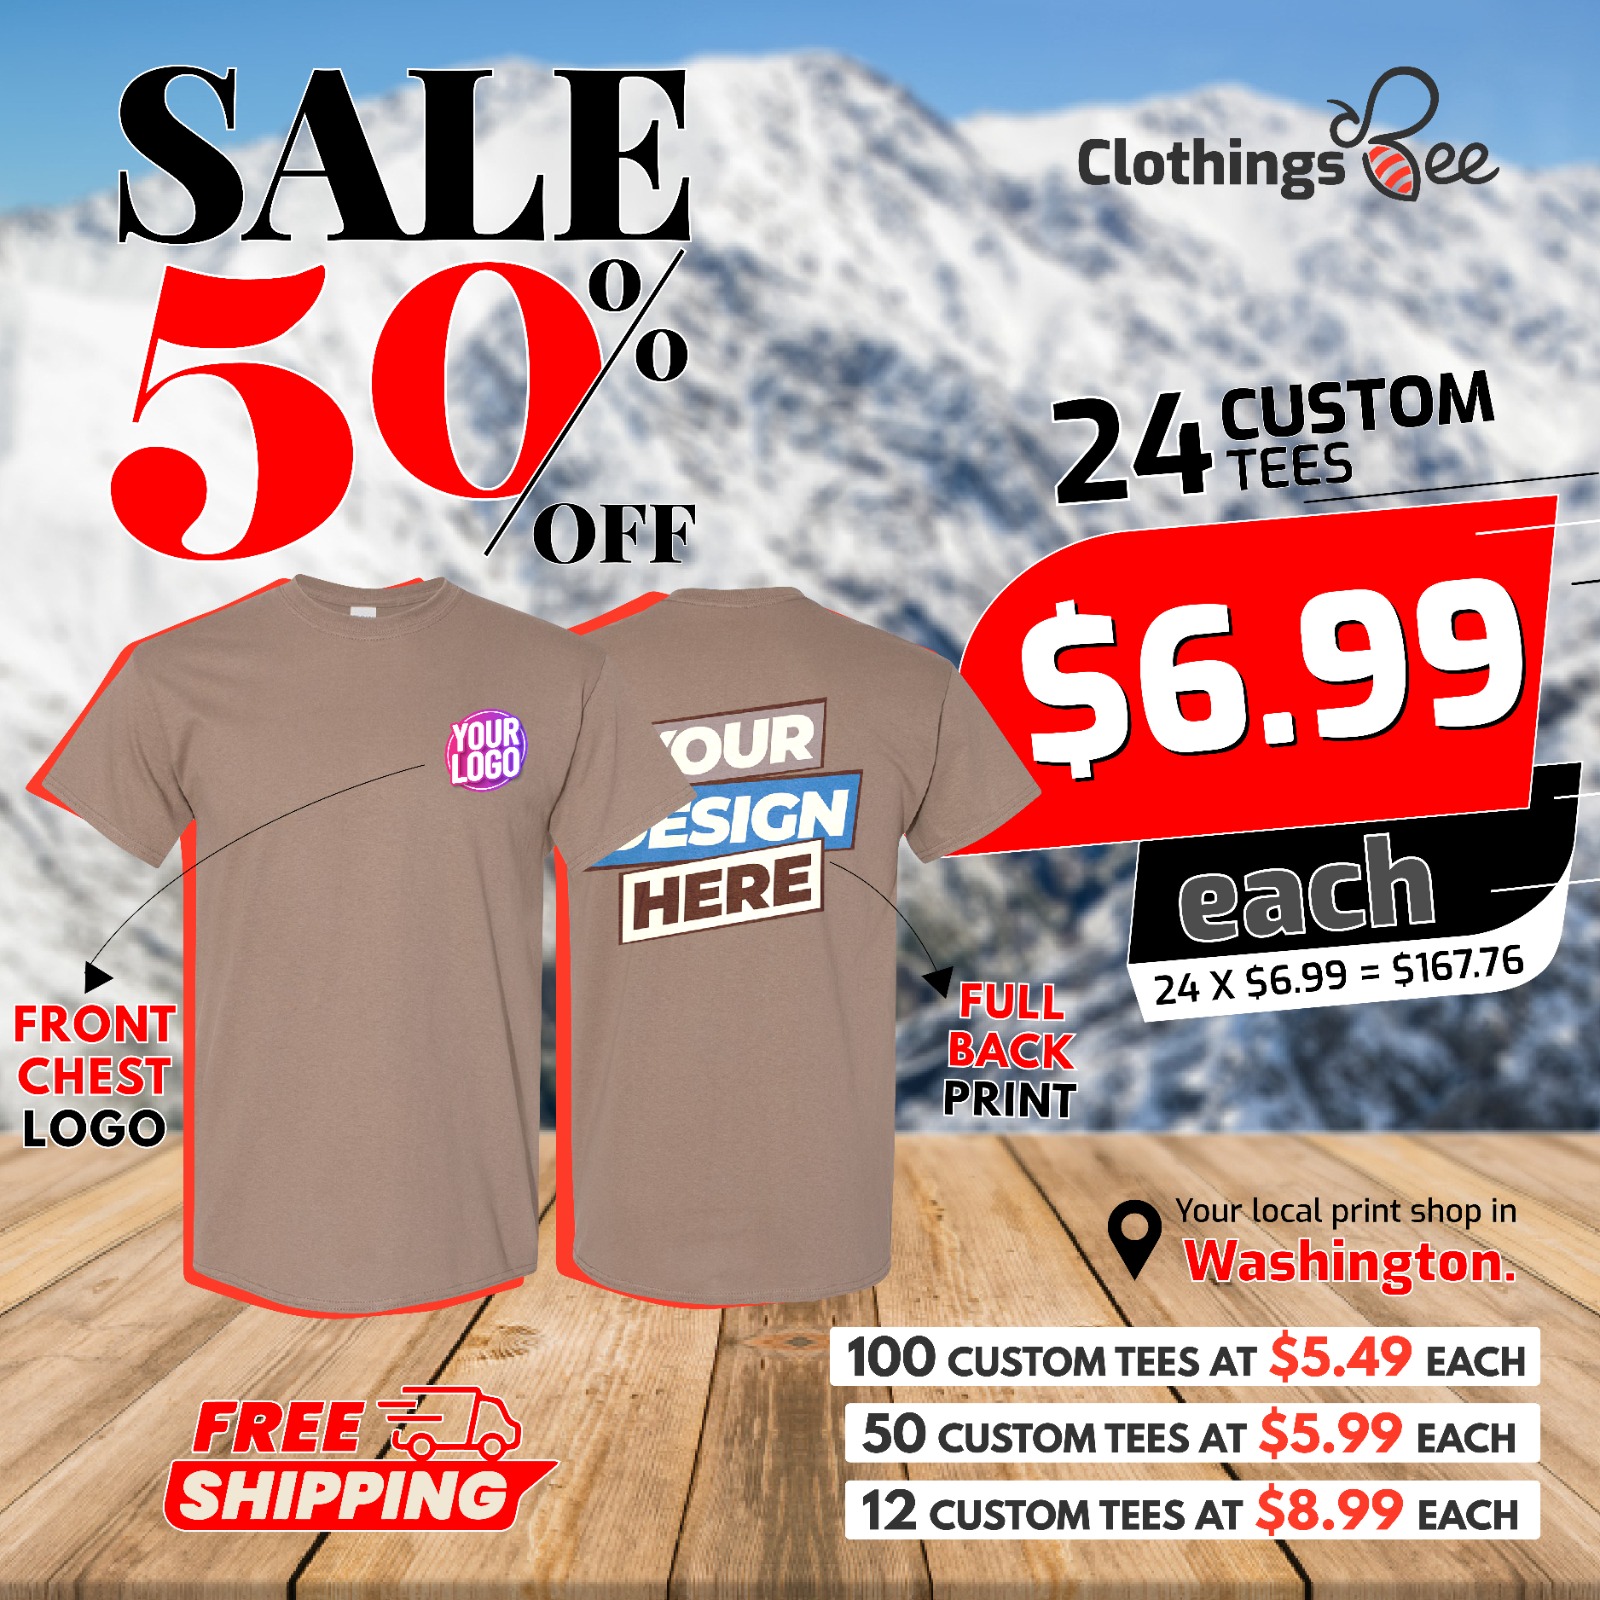 SALE
50%
OFF
Clothings Bee
24 CUSTOM
TEES
$6.99
each
24 X $6.99 = $167.76
YOUR
LOGO
YOUR
DESIGN
HERE
FRONT
CHEST
LOGO
FULL
BACK
PRINT
Your local print shop in
Washington.
100 CUSTOM TEES AT $5.49 EACH
50 CUSTOM TEES AT $5.99 EACH
12 CUSTOM TEES AT $8.99 EACH
FREE
SHIPPING